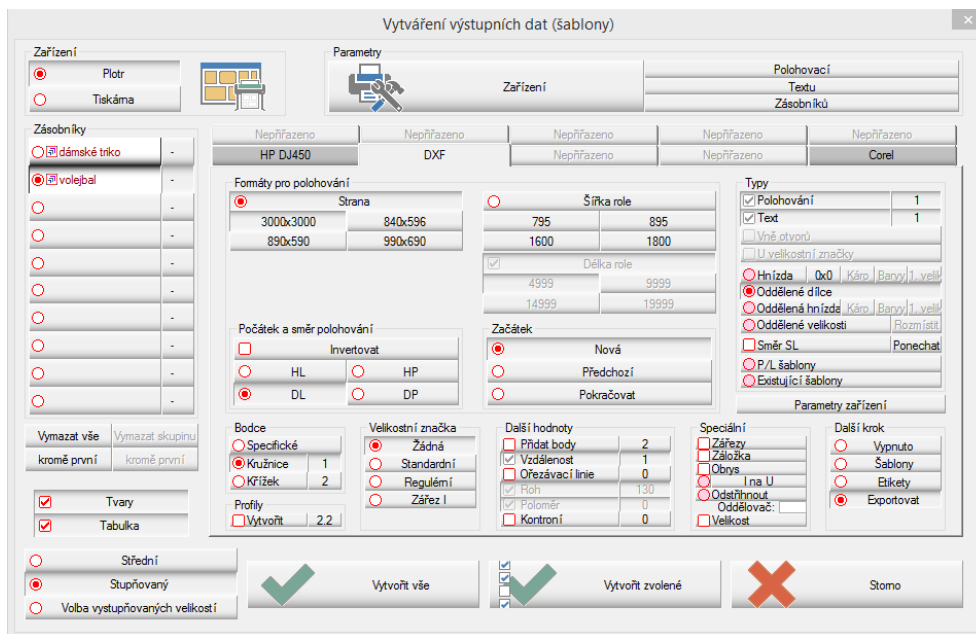 Vytváření výstupních dat (šablony)
Zařízení
Plotr
Tiskárna
Parametry
Zařízení
Polohovací
Textu
Zásobníků
Zásobníky
dámské triko -
volejbal -
-
-
-
-
-
-
-
-
Vymazat vše Vymazat skupinu
kromě první kromě první
Tvary
Tabulka
Nepřiřazeno Nepřiřazeno Nepřiřazeno Nepřiřazeno Nepřiřazeno
HP DJ450 DXF Nepřiřazeno Nepřiřazeno Corel
Formáty pro polohování
Strana
3000x3000 840x596
890x590 990x690
Šířka role
795 895
1600 1800
Délka role
4999 9999
14999 19999
Počátek a směr polohování
Invertovat
HL HP
DL DP
Začátek
Nová
Předchozí
Pokračovat
Typy
Polohování 1
Text 1
Vně otvorů
U velikostní značky
Hnízda 0x0 Káro Barvy 1. velik
Oddělené dílce
Oddělená hnízda Káro Barvy 1. velik
Oddělené velikosti Rozmístit
Směr SL Ponechat
P/L šablony
Existující šablony
Parametry zařízení
Bodce
Specifické
Kružnice 1
Křížek 2
Profily
Vytvořit 2.2
Velikostní značka
Žádná
Standardní
Regulérní
Zářez I
Další hodnoty
Přidat body 2
Vzdálenost 1
Ořezávací linie 0
Roh 130
Poloměr 0
Kontroní 0
Speciální
Zářezy
Záložka
Obrys
I na U
Odstřihnout
Oddělovač:
Velikost
Další krok
Vypnuto
Šablony
Etikety
Exportovat
Střední
Stupňovaný
Volba vystupňovaných velikostí
Vytvořit vše
Vytvořit zvolené
Storno